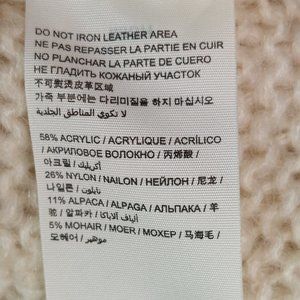 DO NOT IRON LEATHER AREA
NE PAS REPASSER LA PARTIE EN CUIR
NO PLANCHAR LA PARTE DE CUERO
НЕ ГЛАДИТЬ КОЖАНЫЙ УЧАСТОК
不可熨烫皮革区域
가죽 부분에는 다리미질을 하지 마십시오
لا تكوي المناطق الجلدية
58% ACRYLIC / ACRYLIQUE / ACRÍLICO
/ АКРИЛОВОЕ ВОЛОКНО / 丙烯酸 /
아크릴 / أكريليك /
26% NYLON / NAILON / НЕЙЛОН / 尼龙 /
나일론 / نايلون /
11% ALPACA / ALPAGA / АЛЬПАКА / 羊
驼 / 알파카 / ألياف ألاباكا /
5% MOHAIR / MOER / МОХЕР / 马海毛 /
모헤어 / موهير /